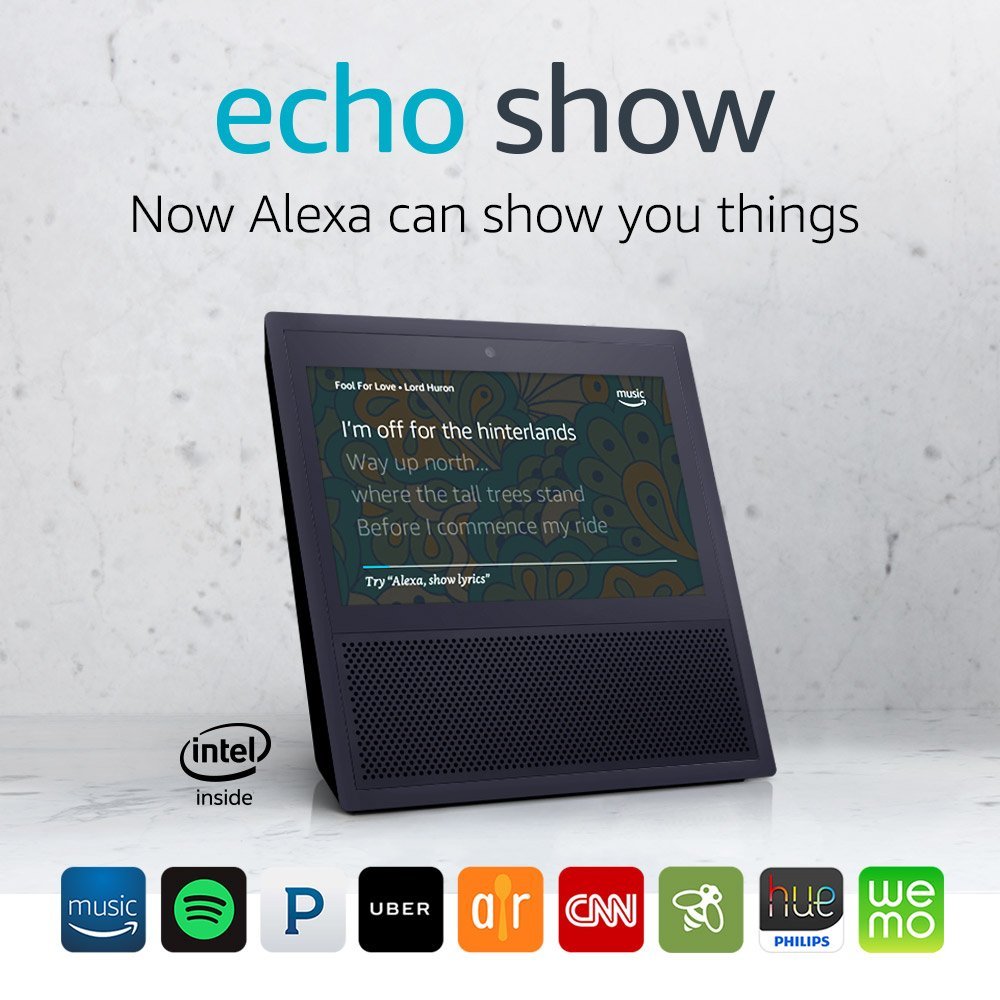 echo show
Now Alexa can show you things
Fool For Love • Lord Huron
music
I'm off for the hinterlands
Way up north...
where the tall trees stand
Before I commence my ride
Try “Alexa, show lyrics”
intel
inside
music
P
UBER
ar
CNN
hue
PHILIPS
we
mo